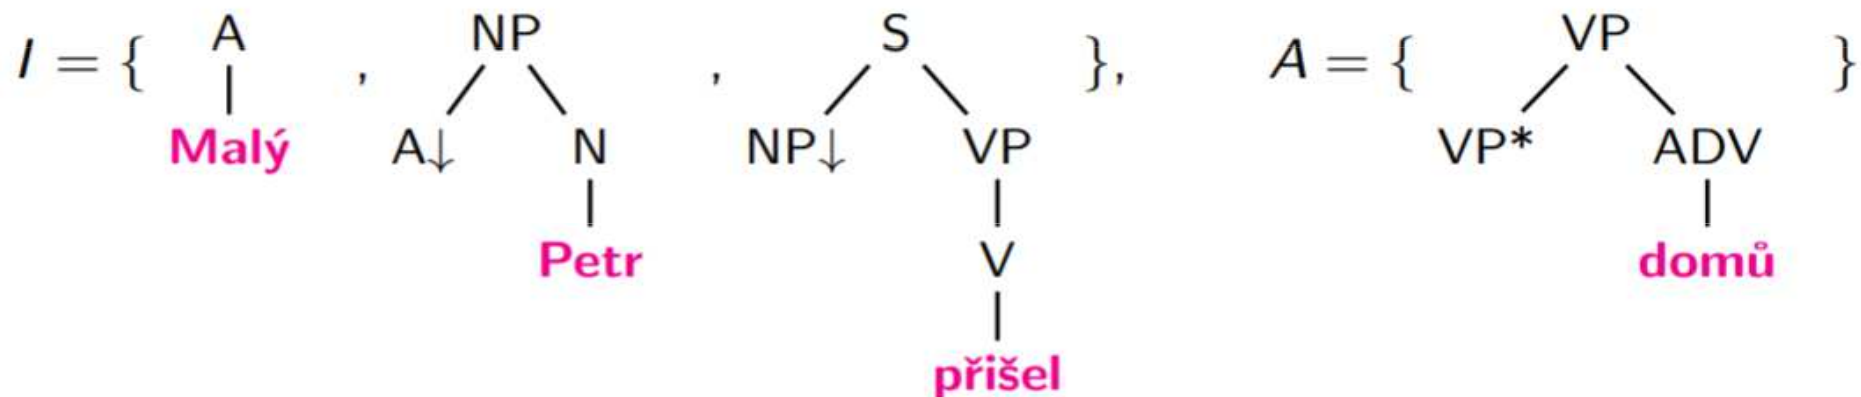 I = { A , NP , S }, A = { VP }
Malý A↓ N NP↓ VP VP* ADV
Petr V domů
přišel